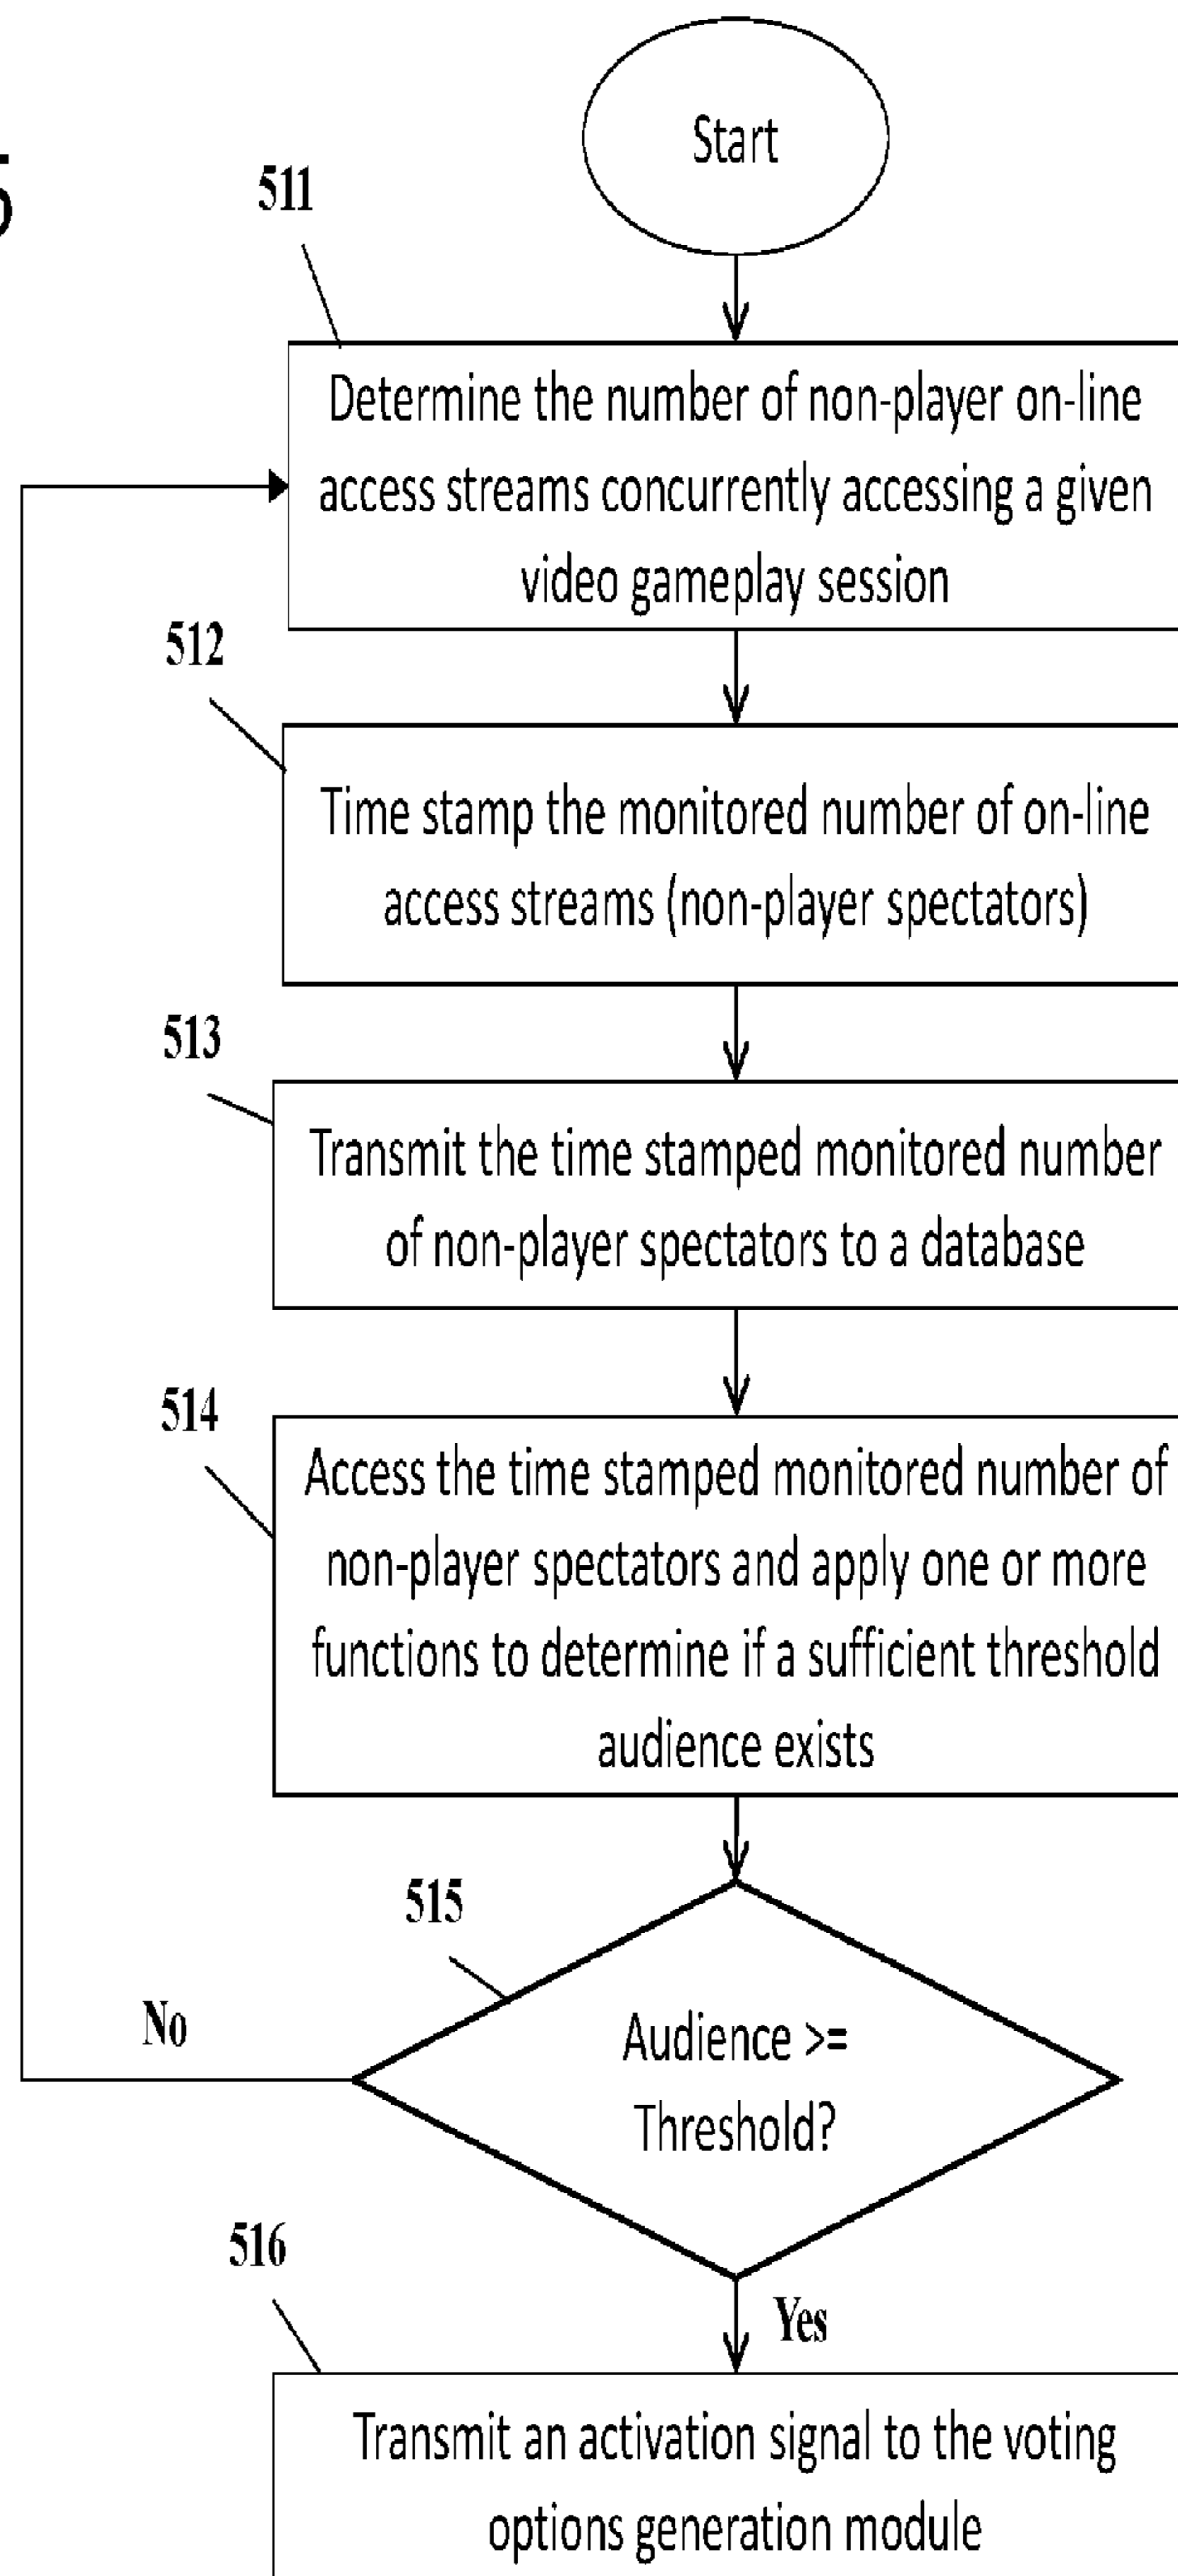 5
Start
511
Determine the number of non-player on-line
access streams concurrently accessing a given
video gameplay session
512
Time stamp the monitored number of on-line
access streams (non-player spectators)
513
Transmit the time stamped monitored number
of non-player spectators to a database
514
Access the time stamped monitored number of
non-player spectators and apply one or more
functions to determine if a sufficient threshold
audience exists
515
Audience >=
Threshold?
No
Yes
516
Transmit an activation signal to the voting
options generation module